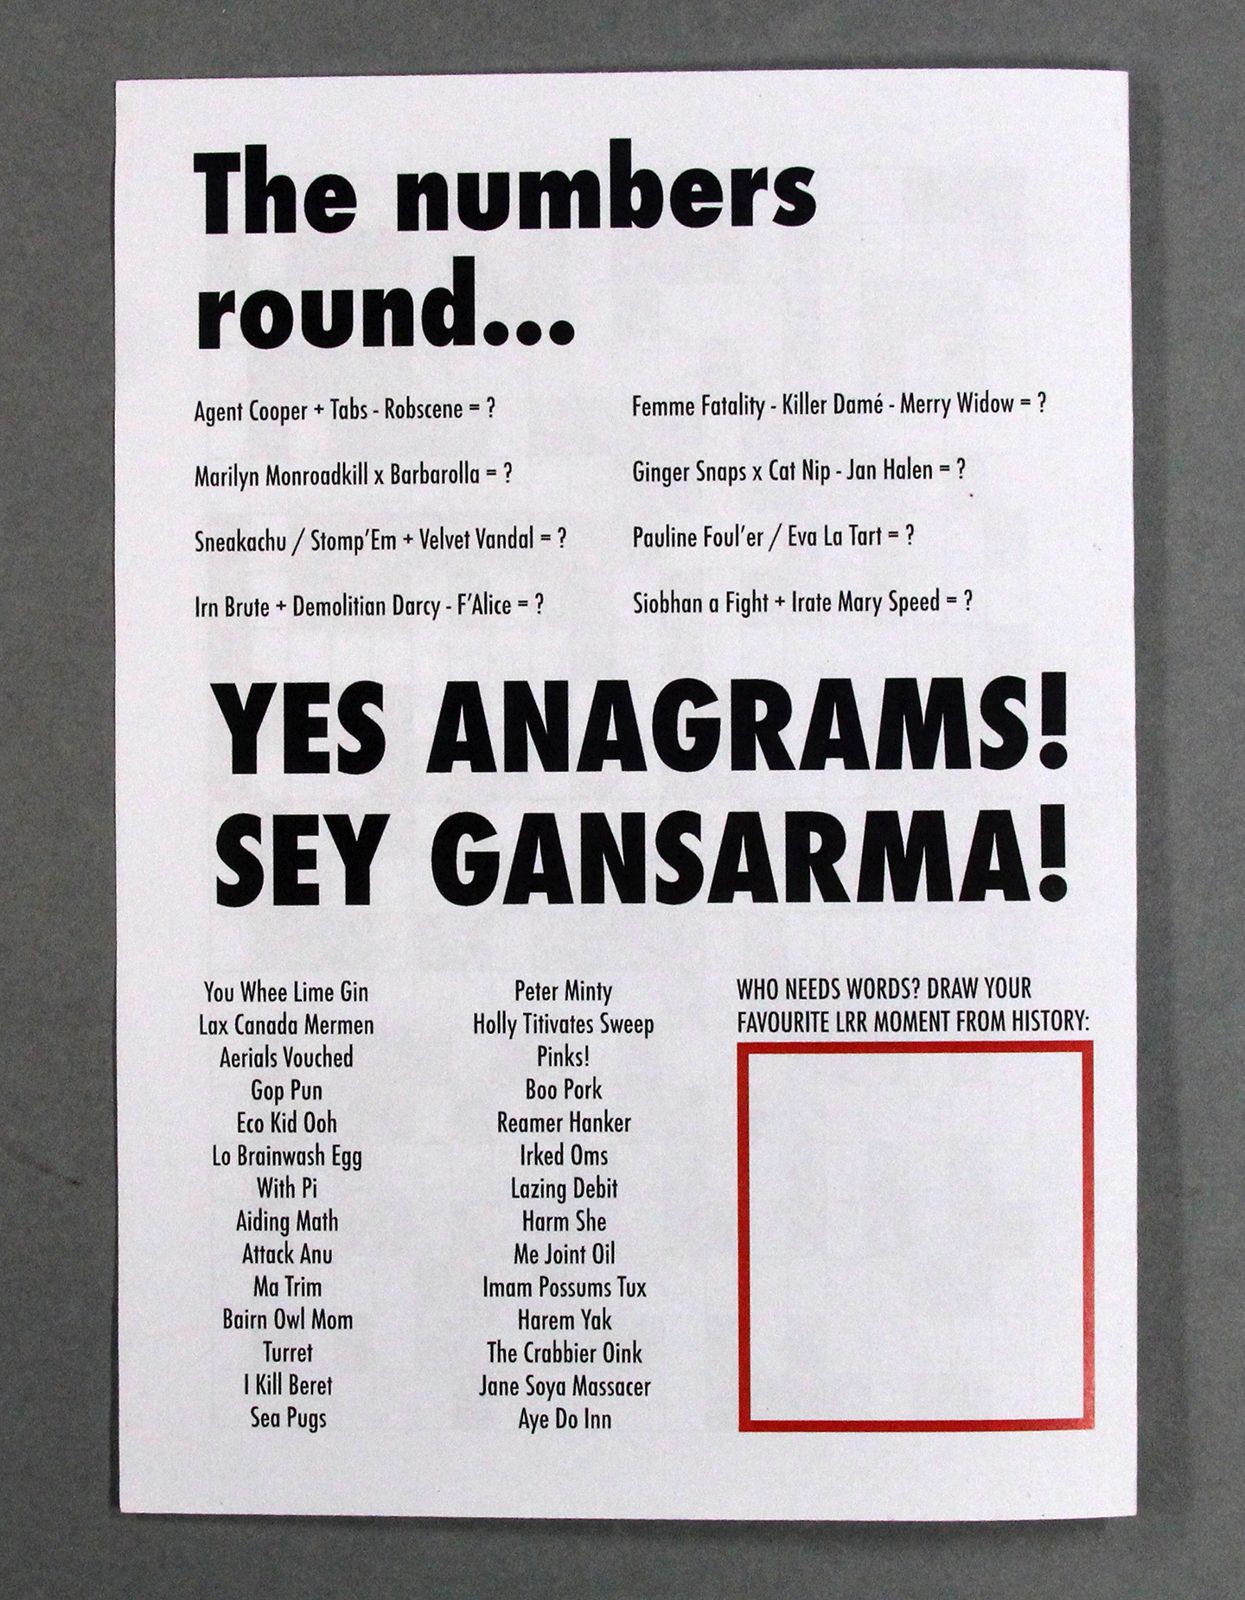 The numbers
round...
Agent Cooper + Tabs - Robscene = ?
Marilyn Monroadkill x Barbarolla = ?
Sneakachu / Stomp'Em + Velvet Vandal = ?
Irn Brute + Demolitian Darcy - F'Alice = ?
Femme Fatality - Killer Damé - Merry Widow = ?
Ginger Snaps x Cat Nip - Jan Halen = ?
Pauline Foul'er / Eva La Tart = ?
Siobhan a Fight + Irate Mary Speed = ?
YES ANAGRAMS!
SEY GANSARMA!
You Whee Lime Gin
Lax Canada Mermen
Aerials Vouched
Gop Pun
Eco Kid Ooh
Lo Brainwash Egg
With Pi
Aiding Math
Attack Anu
Ma Trim
Bairn Owl Mom
Turret
I Kill Beret
Sea Pugs
Peter Minty
Holly Titivates Sweep
Pinks!
Boo Pork
Reamer Hanker
Irked Oms
Lazing Debit
Harm She
Me Joint Oil
Imam Possums Tux
Harem Yak
The Crabbier Oink
Jane Soya Massacer
Aye Do Inn
WHO NEEDS WORDS? DRAW YOUR
FAVOURITE LRR MOMENT FROM HISTORY: